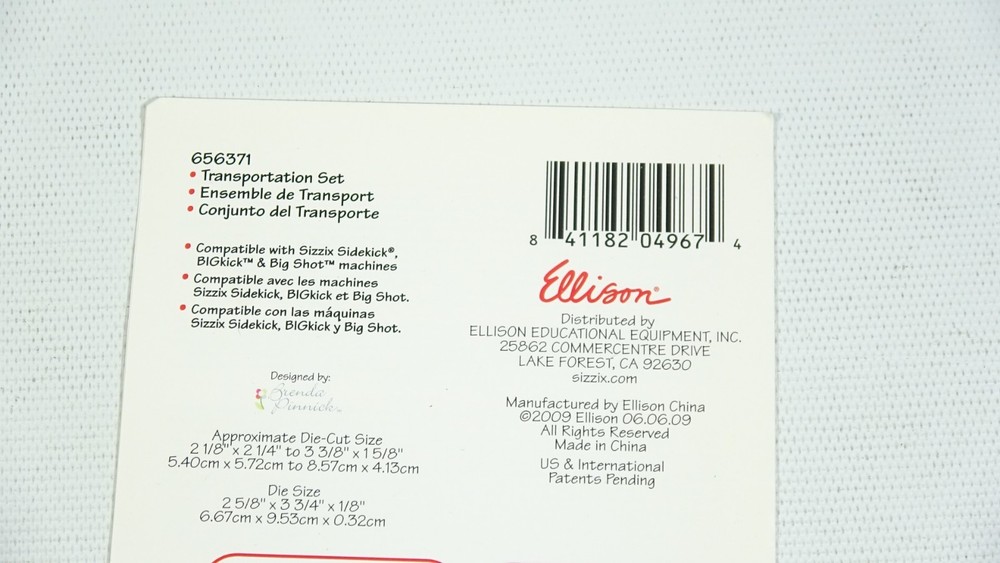 656371
• Transportation Set
• Ensemble de Transport
• Conjunto del Transporte
• Compatible with Sizzix Sidekick®,
BIGkick™ & Big Shot™ machines
• Compatible avec les machines
Sizzix Sidekick, BIGkick et Big Shot.
• Compatible con las máquinas
Sizzix Sidekick, BIGkick y Big Shot.
Designed by:
Brenda
Pinnick™
Approximate Die-Cut Size
2 1/8" x 2 1/4" to 3 3/8" x 1 5/8"
5.40cm x 5.72cm to 8.57cm x 4.13cm
Die Size
2 5/8" x 3 3/4" x 1/8"
6.67cm x 9.53cm x 0.32cm
8 41182 04967 4
Ellison®
Distributed by
ELLISON EDUCATIONAL EQUIPMENT, INC.
25862 COMMERCENTRE DRIVE
LAKE FOREST, CA 92630
sizzix.com
Manufactured by Ellison China
©2009 Ellison 06.06.09
All Rights Reserved
Made in China
US & International
Patents Pending